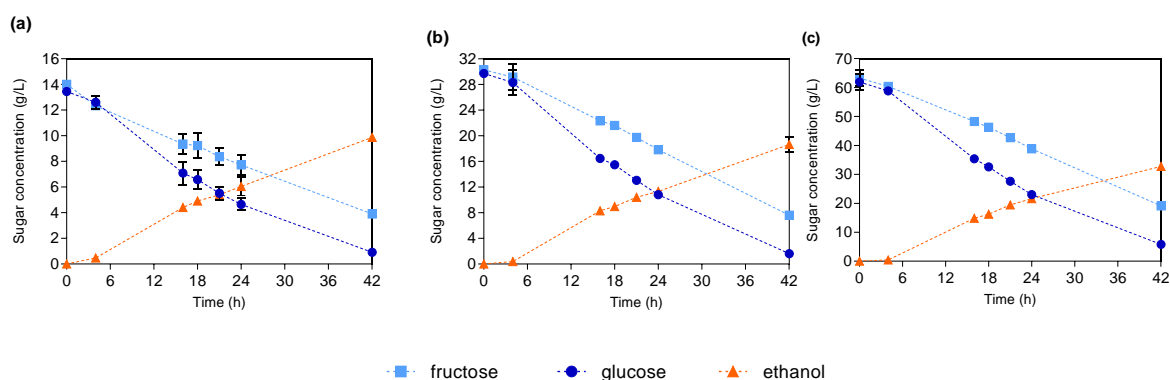 (a)
Sugar concentration (g/L)
16
14
12
10
8
6
4
2
0
0 6 12 18 24 30 36 42
Time (h)
(b)
Sugar concentration (g/L)
32
28
24
20
16
12
8
4
0
0 6 12 18 24 30 36 42
Time (h)
(c)
Sugar concentration (g/L)
70
60
50
40
30
20
10
0
0 6 12 18 24 30 36 42
Time (h)
fructose glucose ethanol